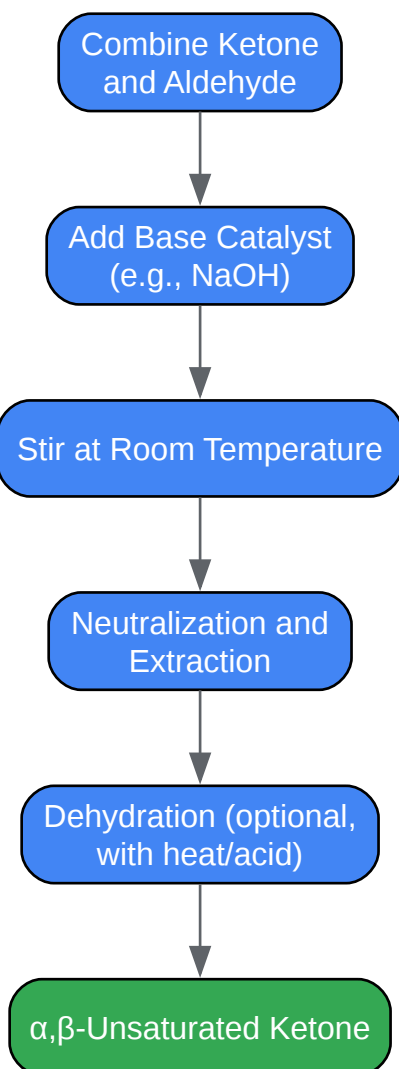 Combine Ketone
and Aldehyde
Add Base Catalyst
(e.g., NaOH)
Stir at Room Temperature
Neutralization and
Extraction
Dehydration (optional,
with heat/acid)
α,β-Unsaturated Ketone